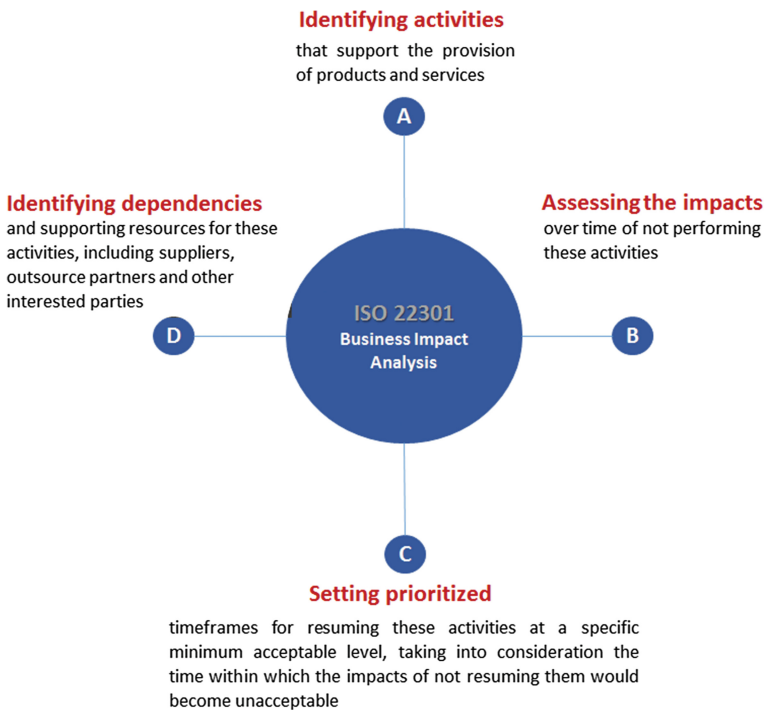 Identifying activities
that support the provision
of products and services
A
Identifying dependencies
and supporting resources for these
activities, including suppliers,
outsource partners and other
interested parties
D
ISO 22301
Business Impact
Analysis
Assessing the impacts
over time of not performing
these activities
B
C
Setting prioritized
timeframes for resuming these activities at a specific
minimum acceptable level, taking into consideration the
time within which the impacts of not resuming them would
become unacceptable